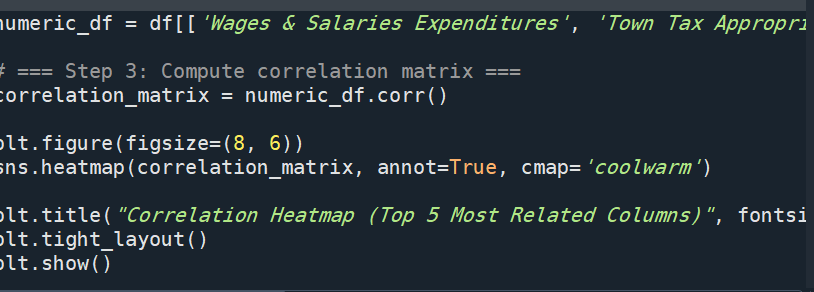 numeric_df = df[['Wages & Salaries Expenditures', 'Town Tax Appropri
# === Step 3: Compute correlation matrix ===
correlation_matrix = numeric_df.corr()
plt.figure(figsize=(8, 6))
sns.heatmap(correlation_matrix, annot=True, cmap='coolwarm')
plt.title("Correlation Heatmap (Top 5 Most Related Columns)", fontsi
plt.tight_layout()
plt.show()